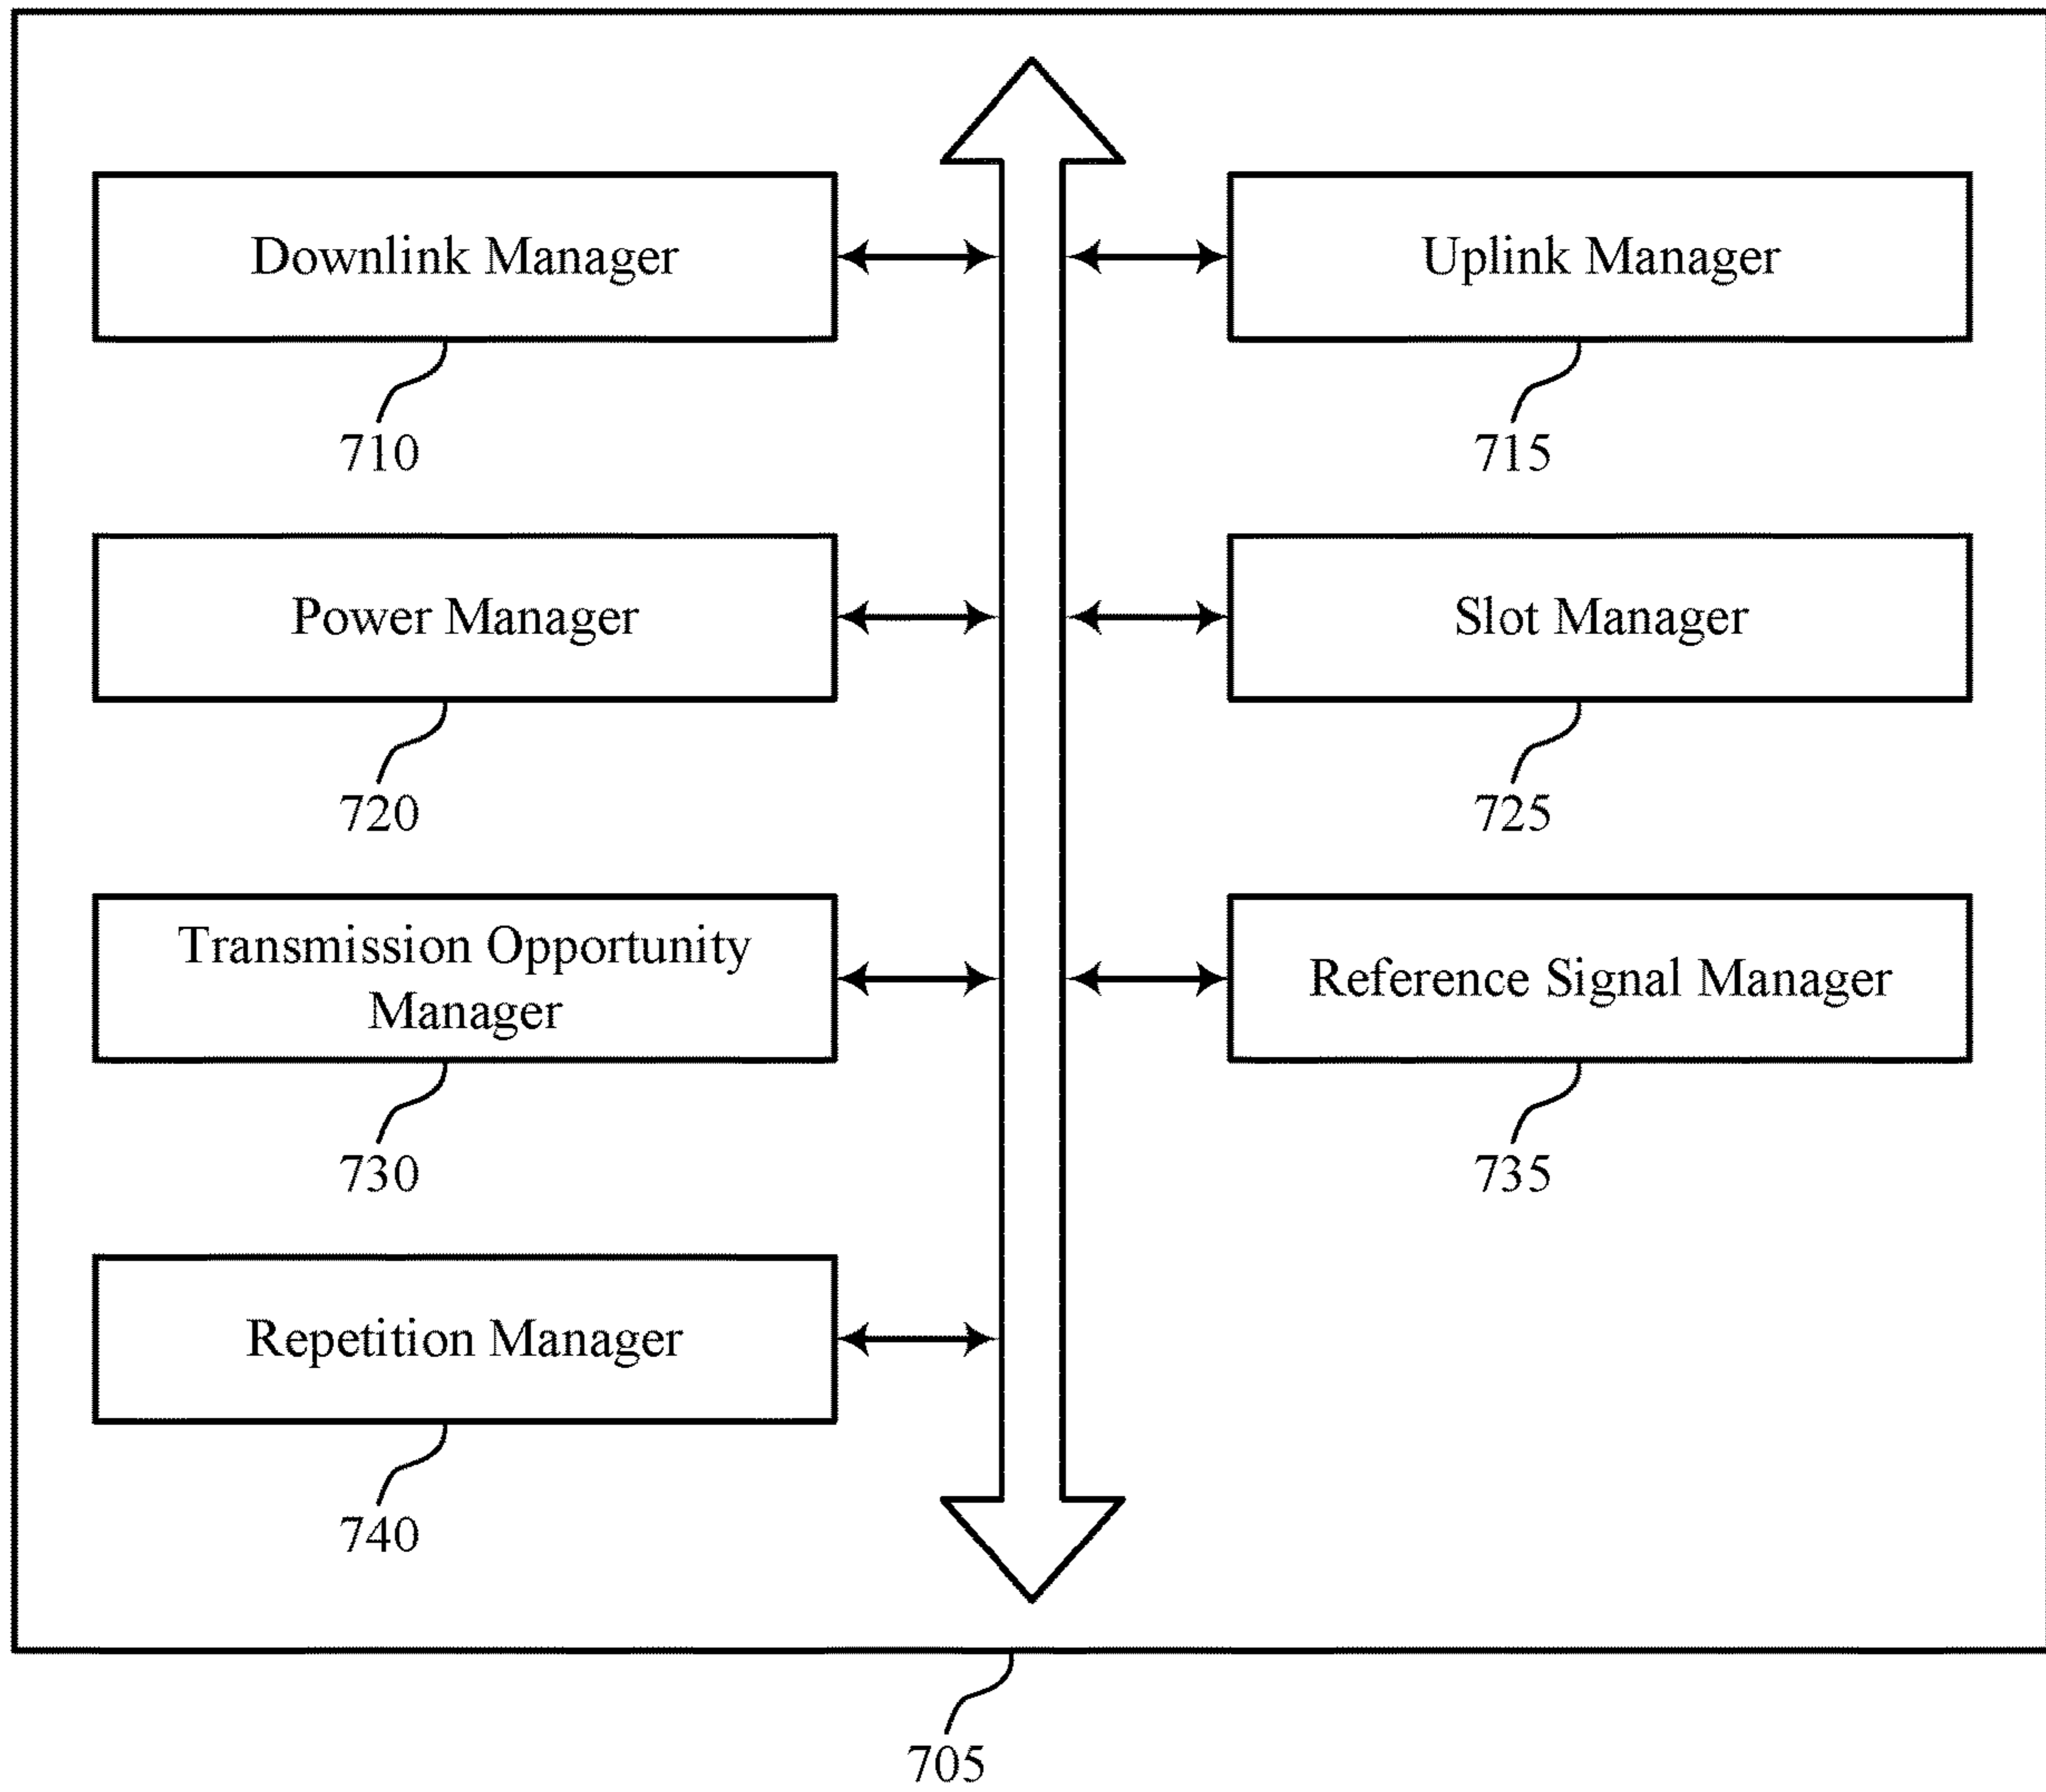 Downlink Manager
Uplink Manager
710
715
Power Manager
Slot Manager
720
725
Transmission Opportunity
Manager
Reference Signal Manager
730
735
Repetition Manager
740
705